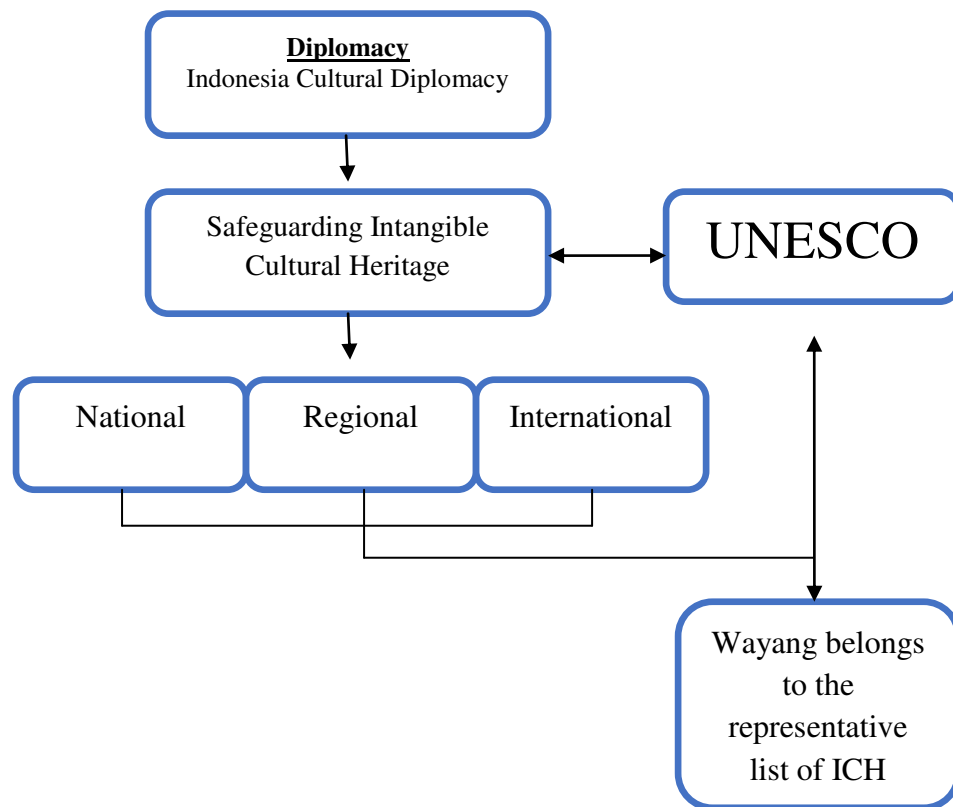 Diplomacy
Indonesia Cultural Diplomacy
Safeguarding Intangible
Cultural Heritage
UNESCO
National
Regional
International
Wayang belongs
to the
representative
list of ICH